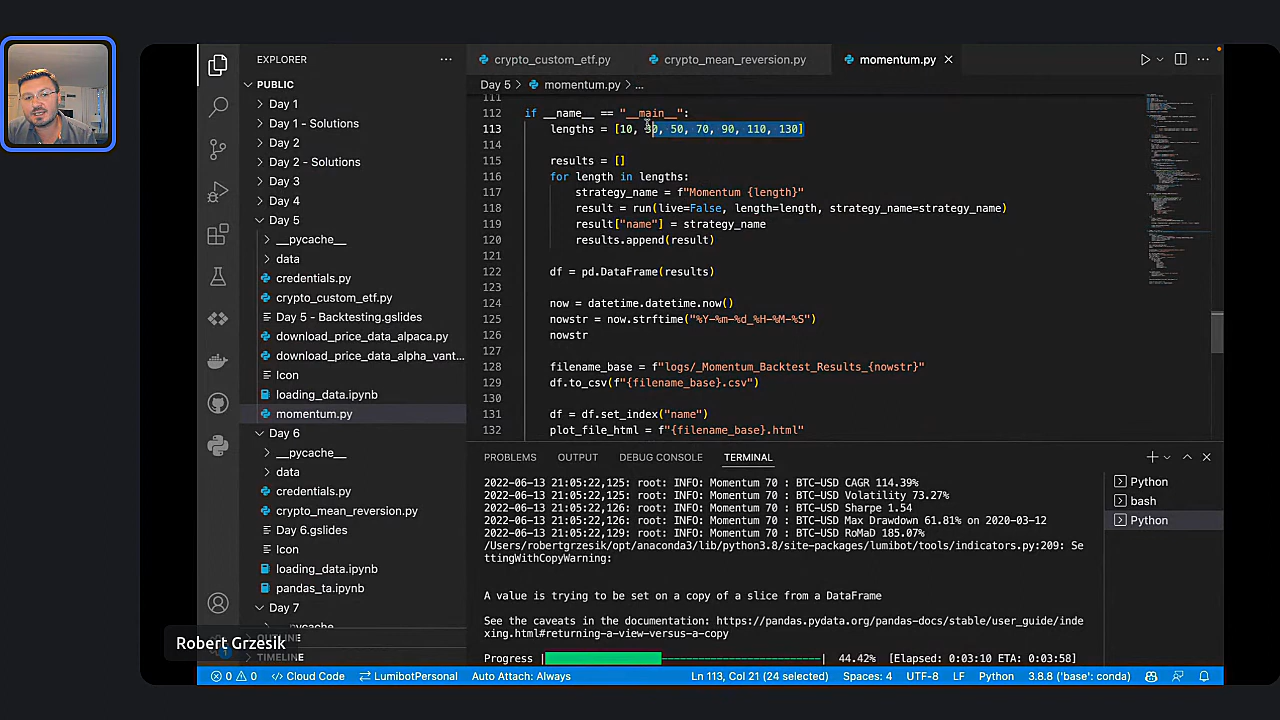 EXPLORER
PUBLIC
Day 1
Day 1 - Solutions
Day 2
Day 2 - Solutions
Day 3
Day 4
Day 5
__pycache__
data
credentials.py
crypto_custom_etf.py
Day 5 - Backtesting.gslides
download_price_data_alpaca.py
download_price_data_alpha_vant...
Icon
loading_data.ipynb
momentum.py
Day 6
__pycache__
data
credentials.py
crypto_mean_reversion.py
Day 6.gslides
Icon
loading_data.ipynb
pandas_ta.ipynb
Day 7
TIMELINE
Robert Grzesik
crypto_custom_etf.py crypto_mean_reversion.py momentum.py
Day 5 > momentum.py > ...
111
112 if __name__ == "__main__":
113 lengths = [10, 30, 50, 70, 90, 110, 130]
114
115 results = []
116 for length in lengths:
117 strategy_name = f"Momentum {length}"
118 result = run(live=False, length=length, strategy_name=strategy_name)
119 result["name"] = strategy_name
120 results.append(result)
121
122 df = pd.DataFrame(results)
123
124 now = datetime.datetime.now()
125 nowstr = now.strftime("%Y-%m-%d_%H-%M-%S")
126 nowstr
127
128 filename_base = f"logs/_Momentum_Backtest_Results_{nowstr}"
129 df.to_csv(f"{filename_base}.csv")
130
131 df = df.set_index("name")
132 plot_file_html = f"{filename_base}.html"
PROBLEMS OUTPUT DEBUG CONSOLE TERMINAL
2022-06-13 21:05:22,125: root: INFO: Momentum 70 : BTC-USD CAGR 114.39%
2022-06-13 21:05:22,125: root: INFO: Momentum 70 : BTC-USD Volatility 73.27%
2022-06-13 21:05:22,126: root: INFO: Momentum 70 : BTC-USD Sharpe 1.54
2022-06-13 21:05:22,126: root: INFO: Momentum 70 : BTC-USD Max Drawdown 61.81% on 2020-03-12
2022-06-13 21:05:22,129: root: INFO: Momentum 70 : BTC-USD RoMaD 185.07%
/Users/robertgrzesik/opt/anaconda3/lib/python3.8/site-packages/lumibot/tools/indicators.py:209: Se
ttingWithCopyWarning:
A value is trying to be set on a copy of a slice from a DataFrame
See the caveats in the documentation: https://pandas.pydata.org/pandas-docs/stable/user_guide/inde
xing.html#returning-a-view-versus-a-copy
Progress | | 44.42% [Elapsed: 0:03:10 ETA: 0:03:58]
Python
bash
Python
0 0 Cloud Code LumibotPersonal Auto Attach: Always Ln 113, Col 21 (24 selected) Spaces: 4 UTF-8 LF Python 3.8.8 ('base': conda)